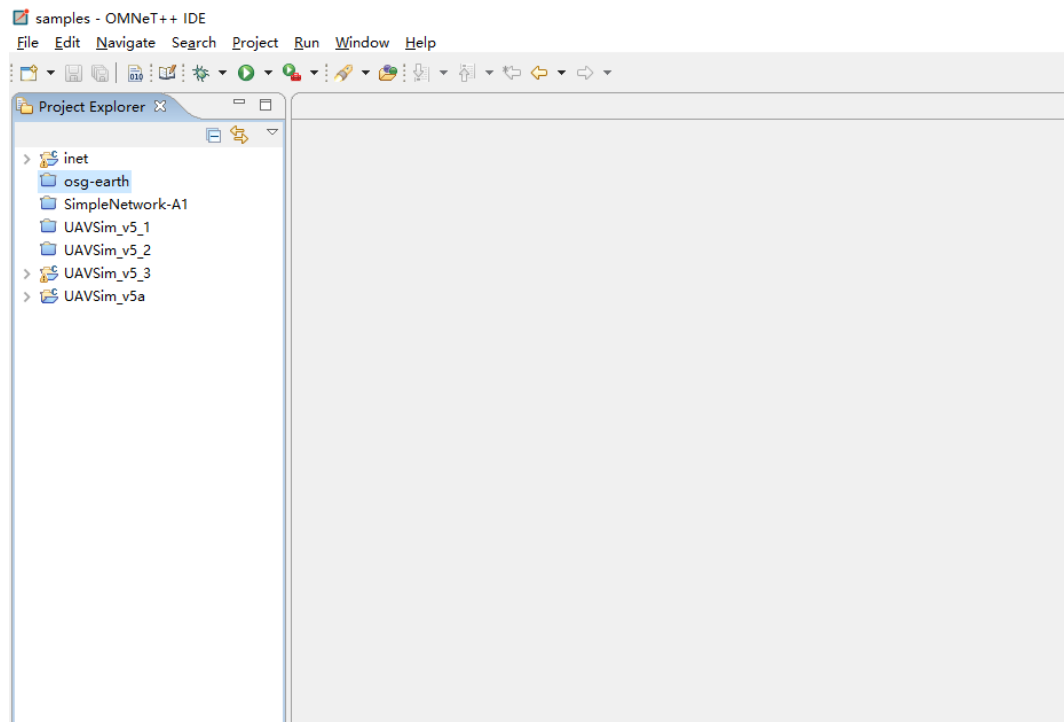 samples - OMNeT++ IDE
File Edit Navigate Search Project Run Window Help
010
Project Explorer
inet
osg-earth
SimpleNetwork-A1
UAVSim_v5_1
UAVSim_v5_2
UAVSim_v5_3
UAVSim_v5a